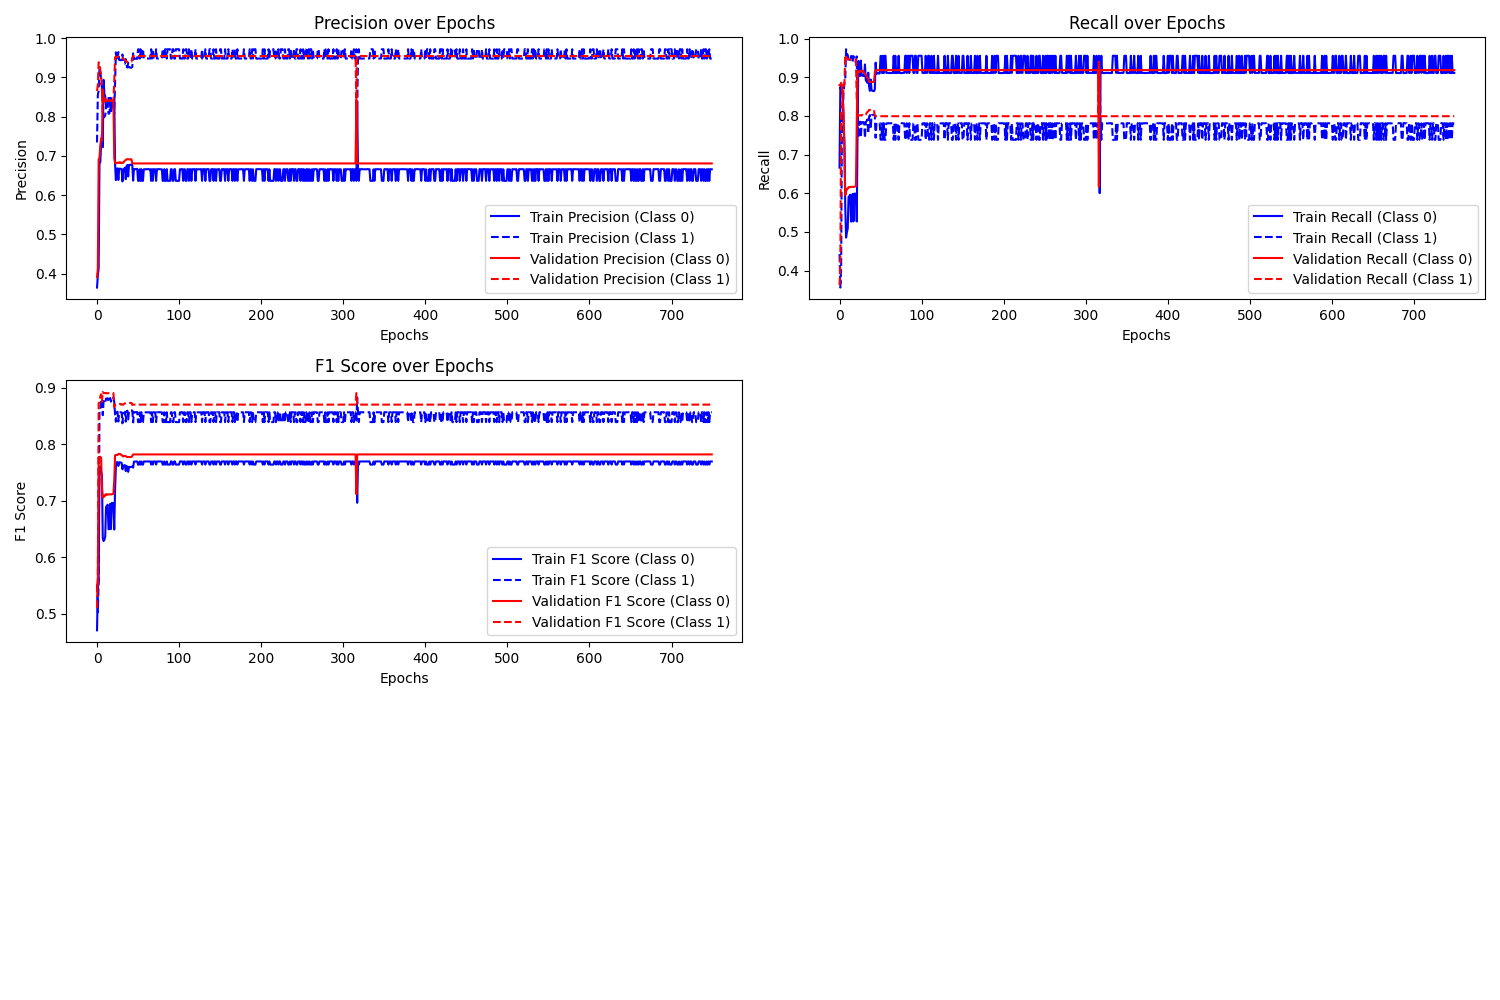 Precision over Epochs
Precision
1.0
0.9
0.8
0.7
0.6
0.5
0.4
Train Precision (Class 0)
Train Precision (Class 1)
Validation Precision (Class 0)
Validation Precision (Class 1)
0 100 200 300 400 500 600 700
Epochs
Recall over Epochs
Recall
1.0
0.9
0.8
0.7
0.6
0.5
0.4
Train Recall (Class 0)
Train Recall (Class 1)
Validation Recall (Class 0)
Validation Recall (Class 1)
0 100 200 300 400 500 600 700
Epochs
F1 Score over Epochs
F1 Score
0.9
0.8
0.7
0.6
0.5
Train F1 Score (Class 0)
Train F1 Score (Class 1)
Validation F1 Score (Class 0)
Validation F1 Score (Class 1)
0 100 200 300 400 500 600 700
Epochs